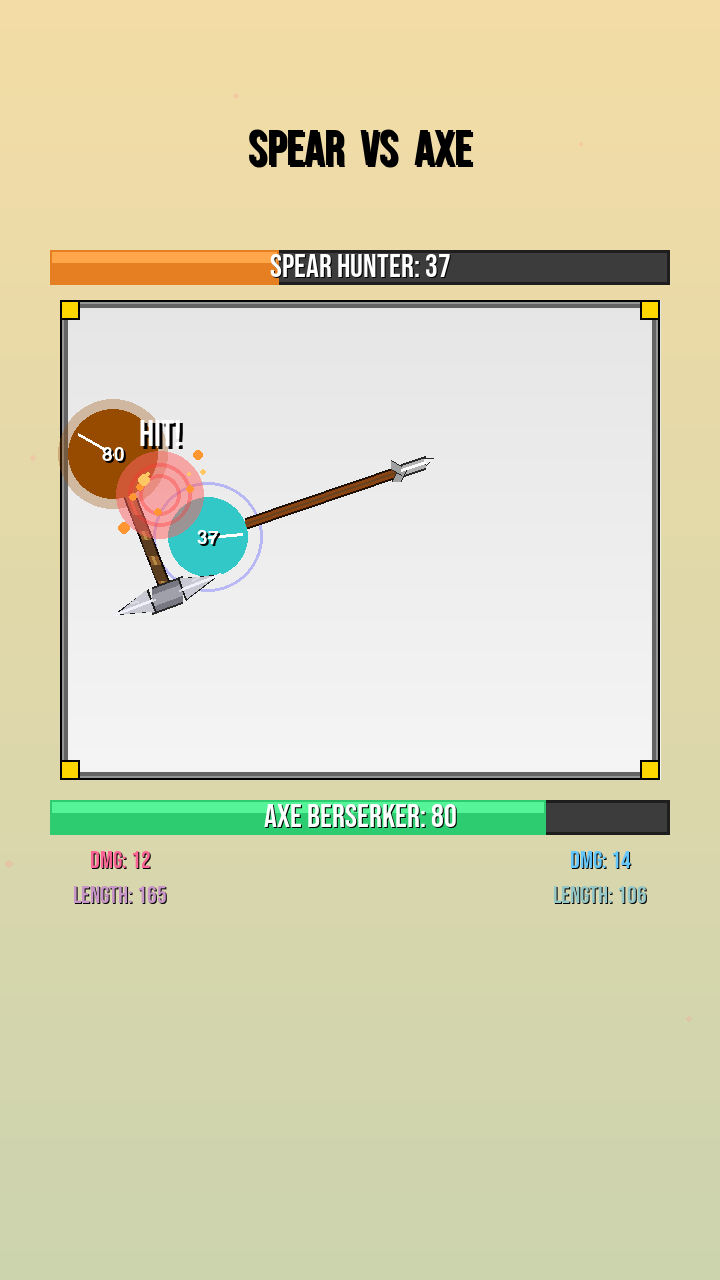 SPEAR VS AXE
SPEAR HUNTER: 37
80
HIT!
37
AXE BERSERKER: 80
DMG: 12
DMG: 14
LENGTH: 165
LENGTH: 106